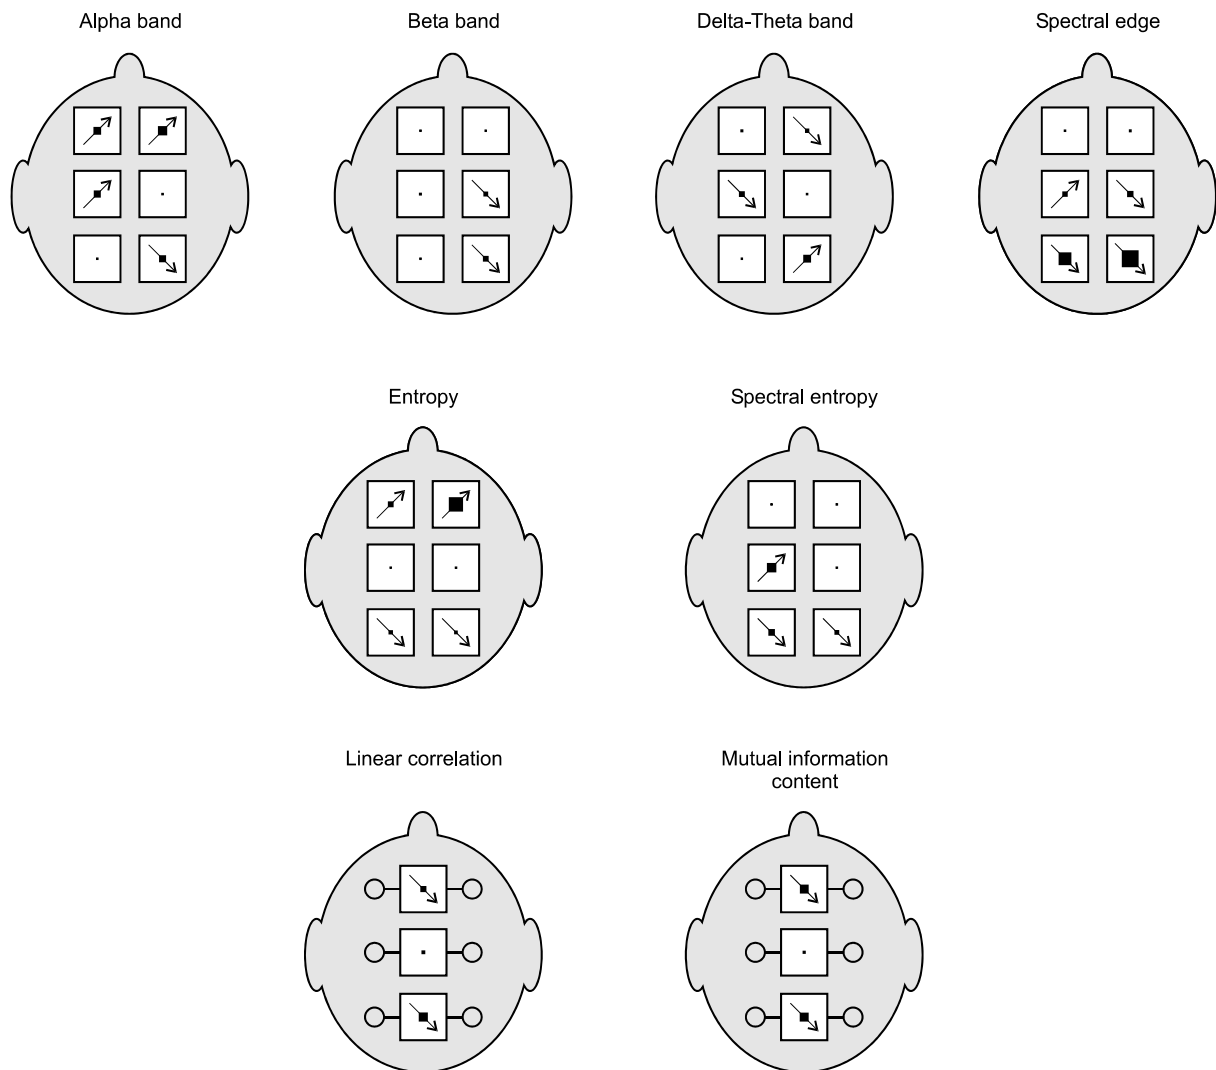 Alpha band
Beta band
Delta-Theta band
Spectral edge
Entropy
Spectral entropy
Linear correlation
Mutual information
content